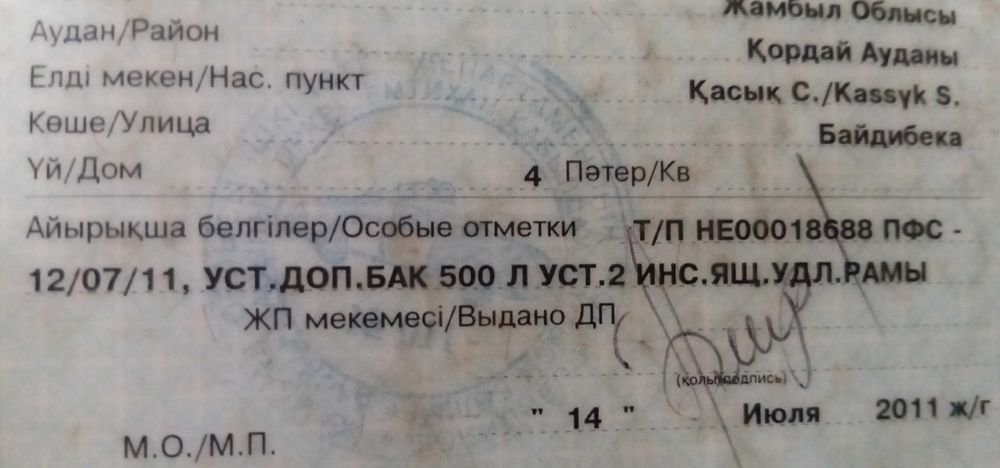 Жамбыл Облысы
Аудан/Район Қордай Ауданы
Елді мекен/Нас. пункт Қасық С./Kassyk S.
Көше/Улица Байдибека
Үй/Дом 4 Пәтер/Кв
Айырықша белгілер/Особые отметки Т/П НЕ00018688 ПФС -
12/07/11, УСТ.ДОП.БАК 500 Л УСТ.2 ИНС.ЯЩ.УДЛ.РАМЫ
ЖП мекемесі/Выдано ДП
(қолы/подпись)
" 14 " Июля 2011 ж/г
М.О./М.П.